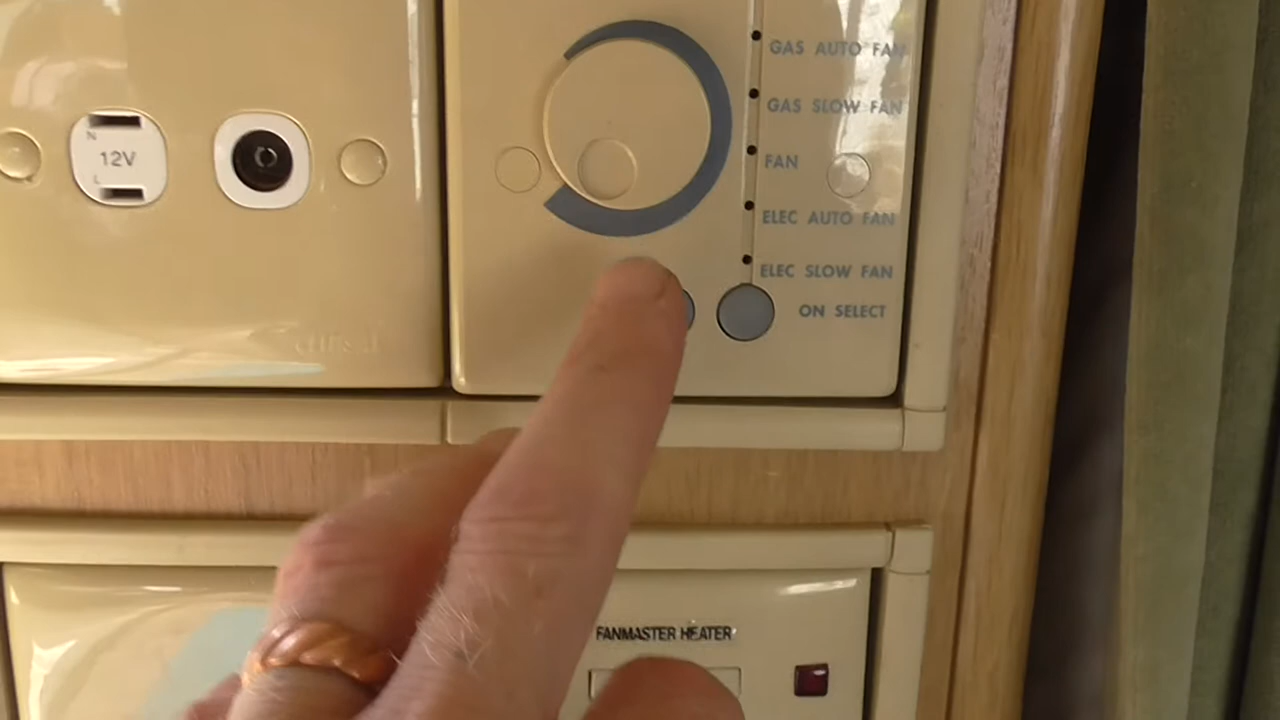 GAS AUTO FAN
GAS SLOW FAN
N
12V
FAN
L
ELEC AUTO FAN
ELEC SLOW FAN
ON SELECT
FANMASTER HEATER